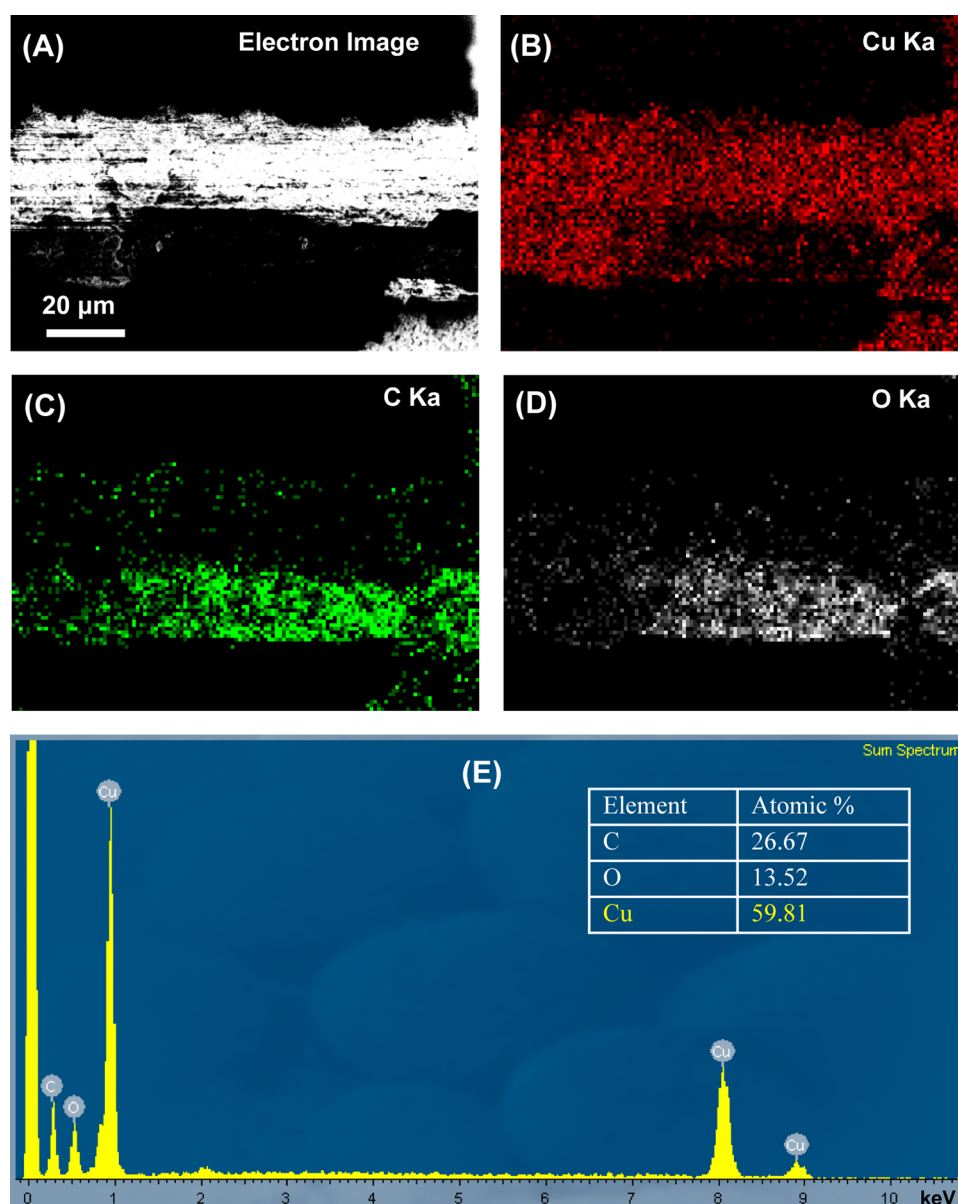 (A) Electron Image
20 µm
(B) Cu Ka
(C) C Ka
(D) O Ka
Sum Spectrum
(E)
Element Atomic %
C 26.67
O 13.52
Cu 59.81
Cu
C
O
Cu
Cu
0 1 2 3 4 5 6 7 8 9 10 keV